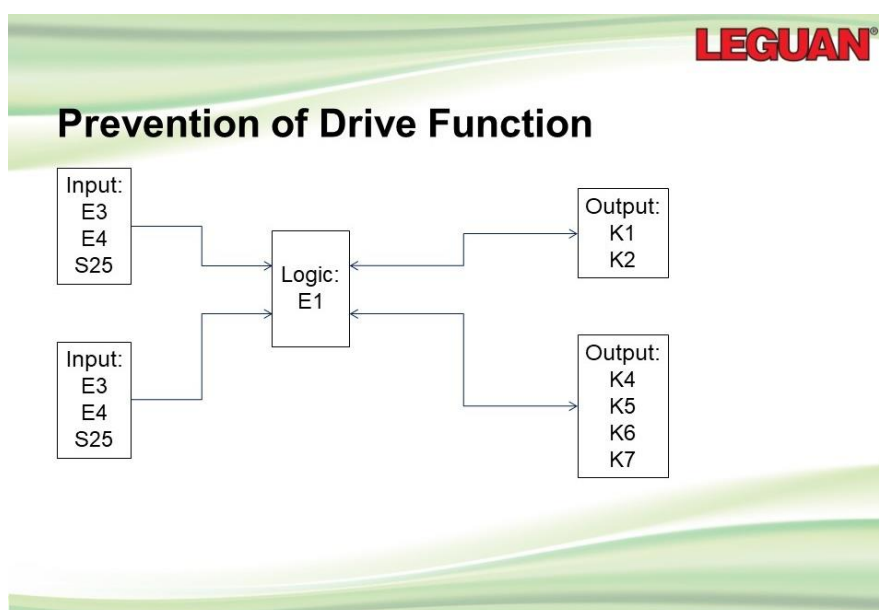 LEGUAN®
Prevention of Drive Function
Input:
E3
E4
S25
Input:
E3
E4
S25
Logic:
E1
Output:
K1
K2
Output:
K4
K5
K6
K7